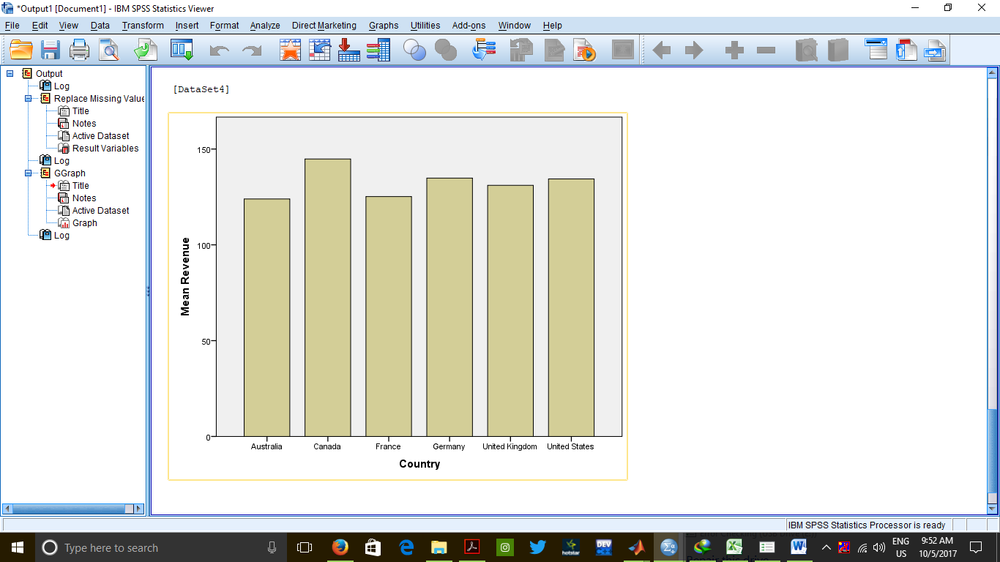 *Output1 [Document1] - IBM SPSS Statistics Viewer
File Edit View Data Transform Insert Format Analyze Direct Marketing Graphs Utilities Add-ons Window Help
Output
Log
Replace Missing Value
Title
Notes
Active Dataset
Result Variables
Log
GGraph
Title
Notes
Active Dataset
Graph
Log
[DataSet4]
150
100
50
0
Mean Revenue
Australia Canada France Germany United Kingdom United States
Country
IBM SPSS Statistics Processor is ready
Type here to search
hotstar
DEV
ENG
US
9:52 AM
10/5/2017